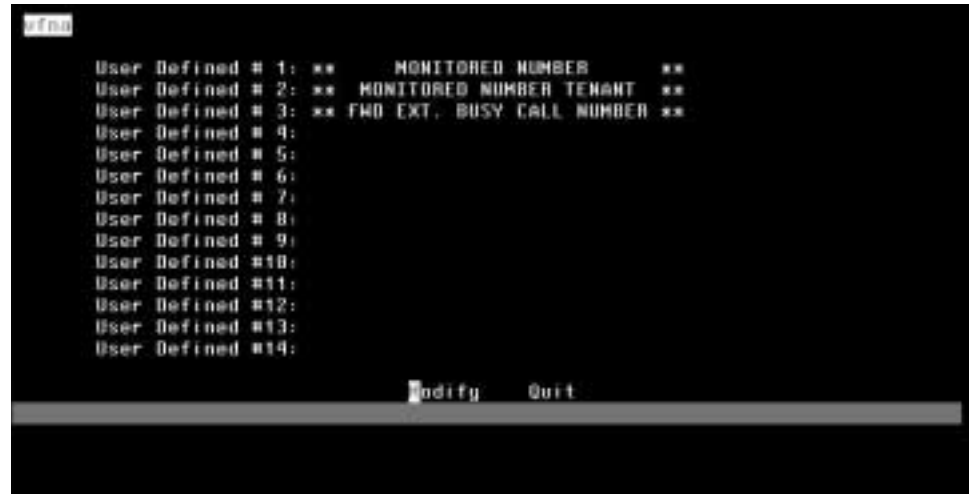 vfna
User Defined # 1: ** MONITORED NUMBER **
User Defined # 2: ** MONITORED NUMBER TENANT **
User Defined # 3: ** FWD EXT. BUSY CALL NUMBER **
User Defined # 4:
User Defined # 5:
User Defined # 6:
User Defined # 7:
User Defined # 8:
User Defined # 9:
User Defined #10:
User Defined #11:
User Defined #12:
User Defined #13:
User Defined #14:
Modify Quit